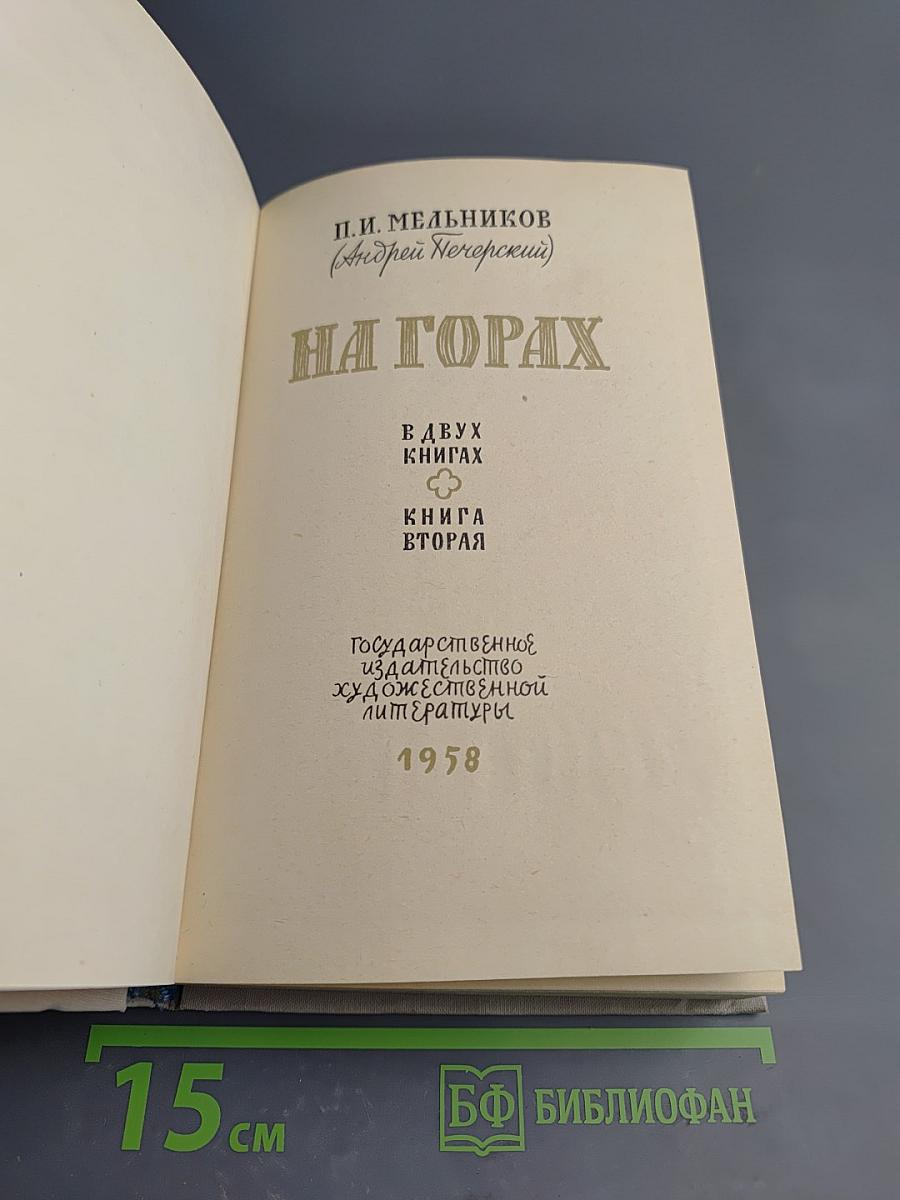 П.И. МЕЛЬНИКОВ
(Андрей Печерский)
НА ГОРАХ
В ДВУХ
КНИГАХ
КНИГА
ВТОРАЯ
ГОСУДАРСТВЕННОЕ
ИЗДАТЕЛЬСТВО
ХУДОЖЕСТВЕННОЙ
ЛИТЕРАТУРЫ
1958
15 см
БФ БИБЛИОФАН